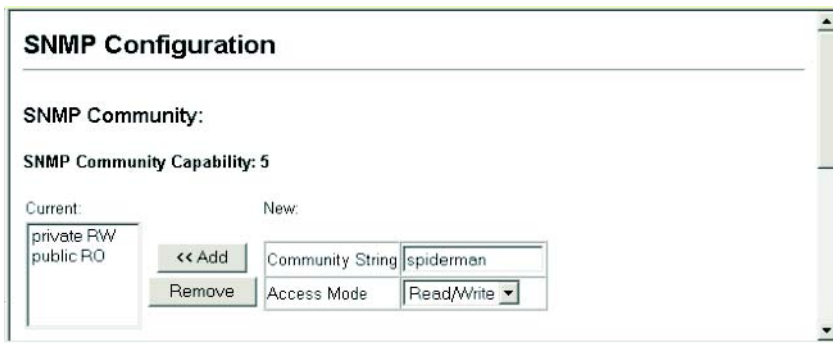 SNMP Configuration
SNMP Community:
SNMP Community Capability: 5
Current:
New:
private RW
public RO
<< Add
Remove
Community String spiderman
Access Mode Read/Write